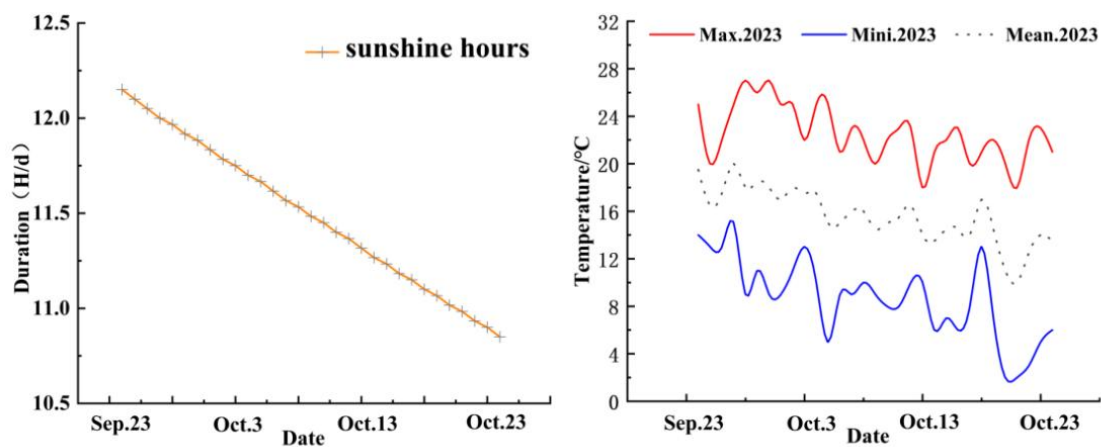 12.5
12.0
11.5
11.0
10.5
Duration（H/d）
sunshine hours
Sep.23 Oct.3 Oct.13 Oct.23
Date
32
28
24
20
16
12
8
4
0
Temperature/°C
Max.2023 Mini.2023 Mean.2023
Sep.23 Oct.3 Oct.13 Oct.23
Date